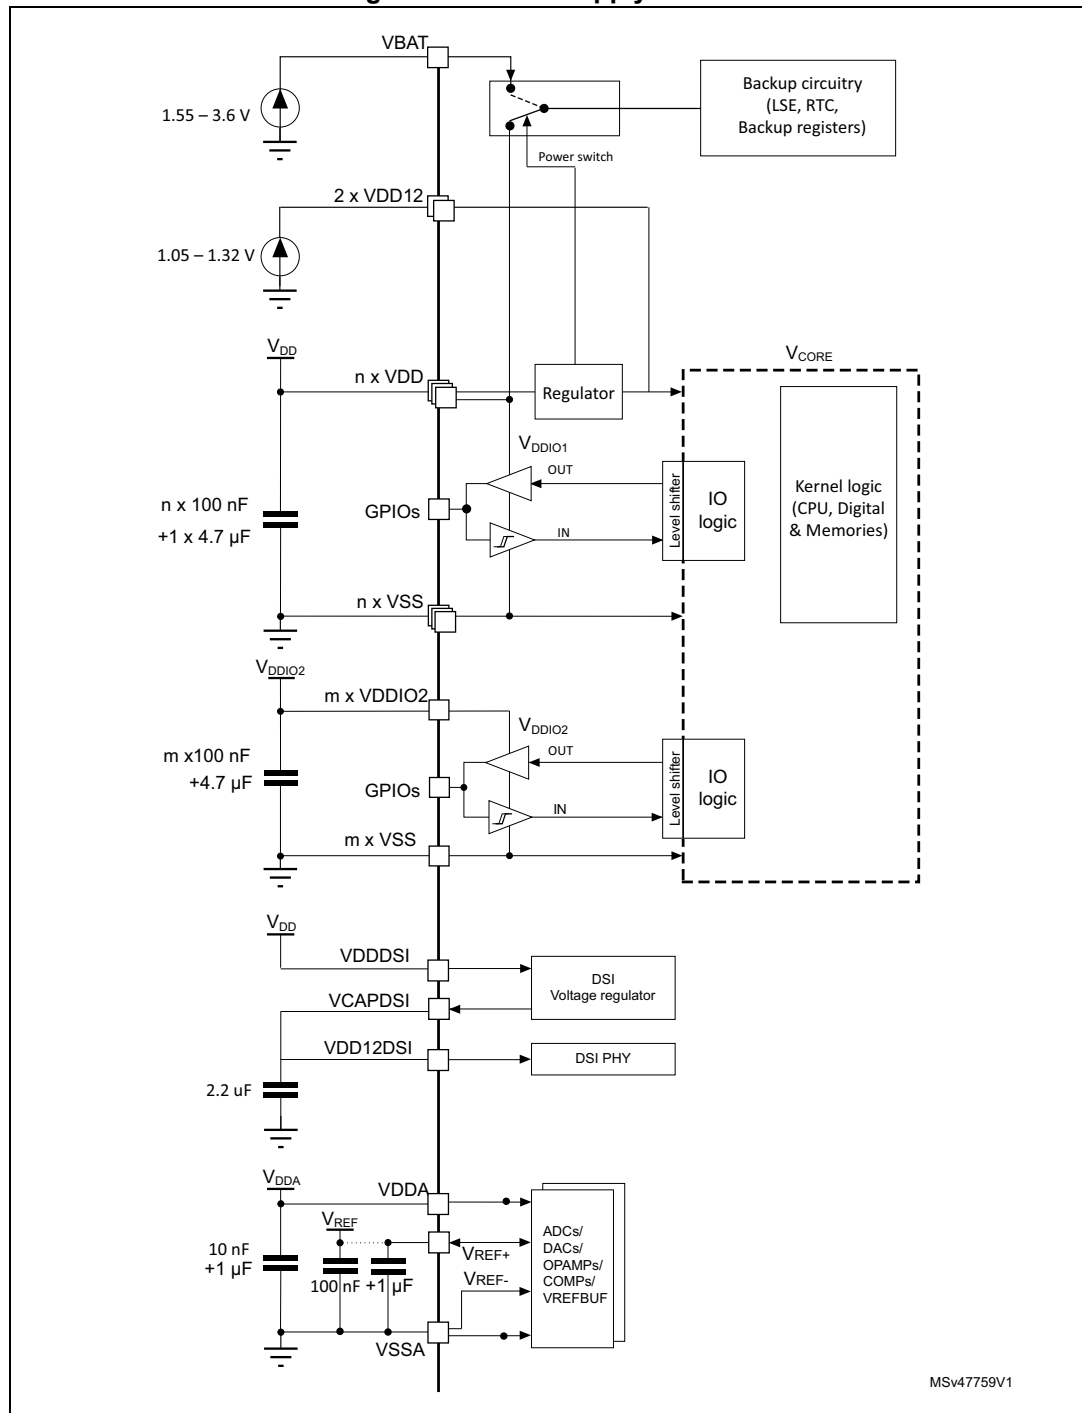 VBAT
1.55 – 3.6 V
Backup circuitry
(LSE, RTC,
Backup registers)
Power switch
2 x VDD12
1.05 – 1.32 V
VDD
n x VDD
Regulator
VCORE
VDDIO1
OUT
n x 100 nF
+1 x 4.7 µF
GPIOs
IN
Level shifter
IO
logic
Kernel logic
(CPU, Digital
& Memories)
n x VSS
VDDIO2
m x VDDIO2
VDDIO2
OUT
m x100 nF
+4.7 µF
GPIOs
IN
Level shifter
IO
logic
m x VSS
VDD
VDDDSI
DSI
Voltage regulator
VCAPDSI
VDD12DSI
DSI PHY
2.2 uF
VDDA
VDDA
VREF
10 nF
+1 µF
100 nF
+1 µF
VREF+
VREF-
ADCs/
DACs/
OPAMPs/
COMPs/
VREFBUF
VSSA
MSv47759V1